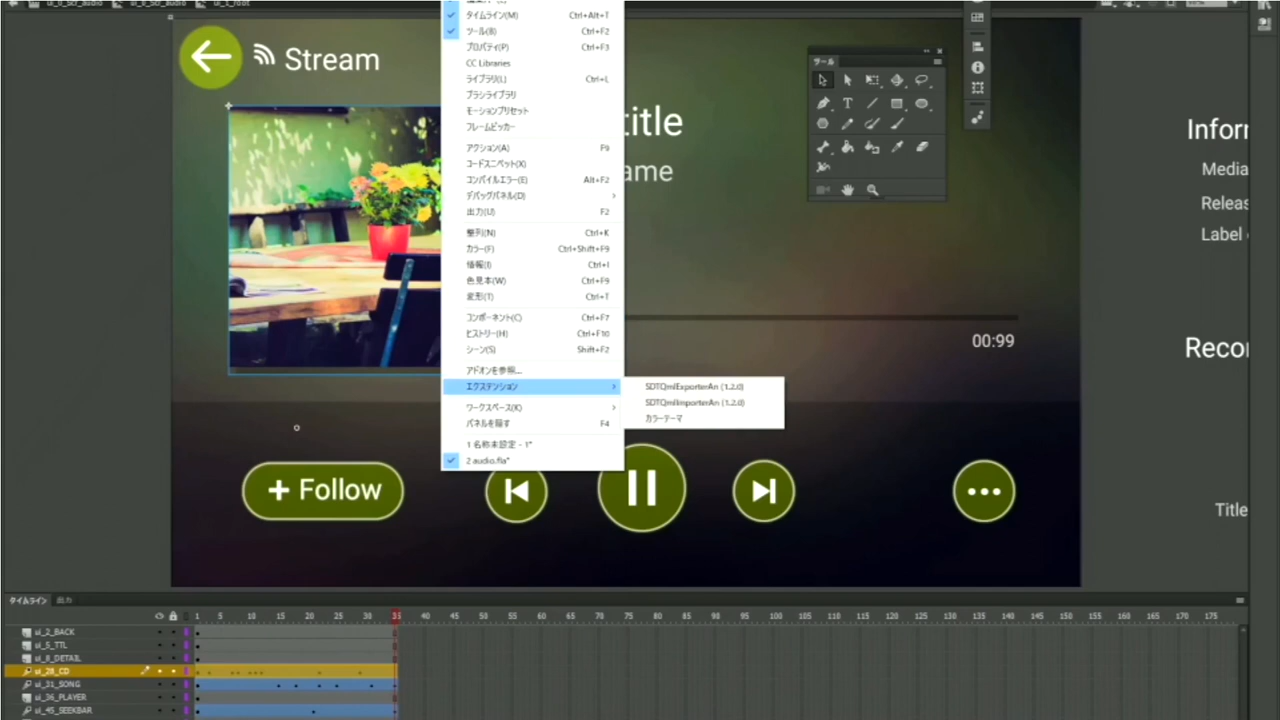 ui_0_scr_audio
ui_0_scr_audio
ui_1_root
Stream
title
ame
00:99
Follow
タイムライン(M) Ctrl+Alt+T
ツール(B) Ctrl+F2
プロパティ(P) Ctrl+F3
CC Libraries
ライブラリ(L) Ctrl+L
ブラシライブラリ
モーションプリセット
フレームピッカー
アクション(A) F9
コードスニペット(X)
コンパイルエラー(E) Alt+F2
デバッグパネル(D)
出力(U) F2
整列(N) Ctrl+K
カラー(F) Ctrl+Shift+F9
情報(I) Ctrl+I
色見本(W) Ctrl+F9
変形(T) Ctrl+T
コンポーネント(C) Ctrl+F7
ヒストリー(H) Ctrl+F10
シーン(S) Shift+F2
アドオンを参照...
エクステンション
ワークスペース(K)
パネルを隠す F4
1 名称未設定 - 1*
2 audio.fla*
SDTQmlExporterAn (1.2.0)
SDTQmlImporterAn (1.2.0)
カラーテーマ
ツール
Infor
Media
Releas
Label
Recor
Title
タイムライン 出力
1 5 10 15 20 25 30 35 40 45 50 55 60 65 70 75 80 85 90 95 100 105 110 115 120 125 130 135 140 145 150 155 160 165 170 175
ui_2_BACK
ui_5_TTL
ui_8_DETAIL
ui_28_CD
ui_31_SONG
ui_36_PLAYER
ui_45_SEEKBAR